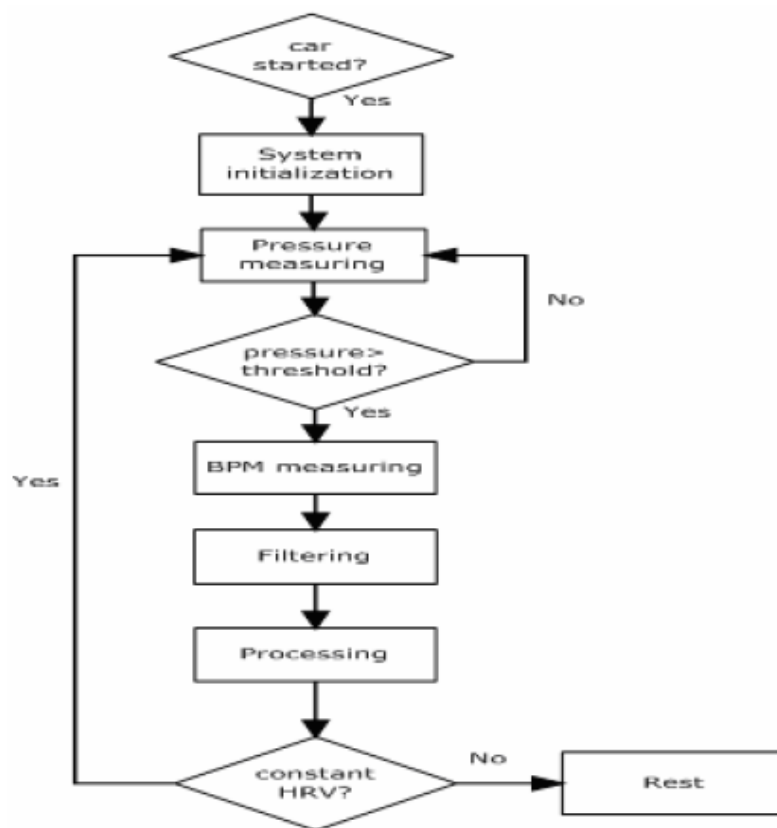 car
started?
Yes
System
initialization
Pressure
measuring
No
pressure>
threshold?
Yes
BPM measuring
Yes
Filtering
Processing
constant
HRV?
No
Rest